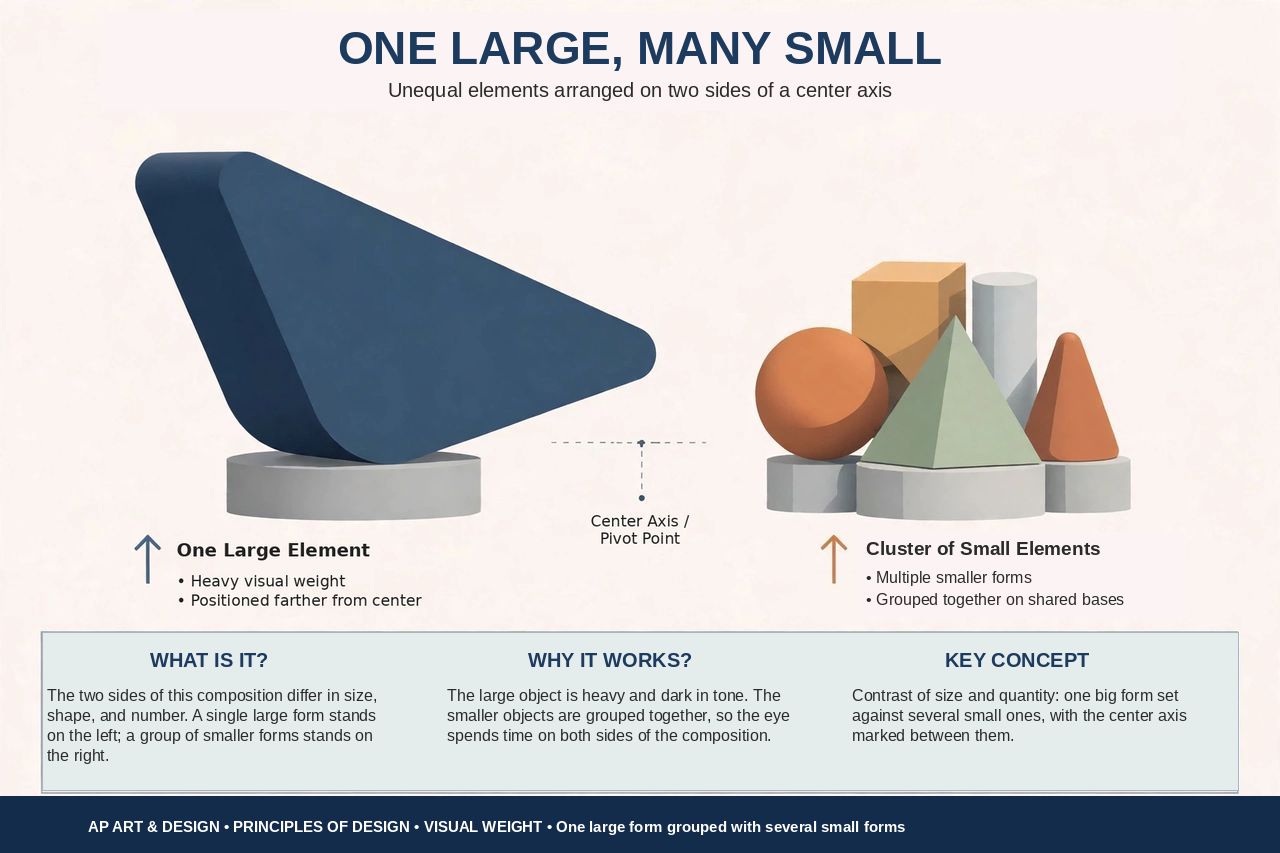 ONE LARGE, MANY SMALL
Unequal elements arranged on two sides of a center axis
Center Axis /
Pivot Point
One Large Element
• Heavy visual weight
• Positioned farther from center
Cluster of Small Elements
• Multiple smaller forms
• Grouped together on shared bases
WHAT IS IT?
The two sides of this composition differ in size,
shape, and number. A single large form stands
on the left; a group of smaller forms stands on
the right.
WHY IT WORKS?
The large object is heavy and dark in tone. The
smaller objects are grouped together, so the eye
spends time on both sides of the composition.
KEY CONCEPT
Contrast of size and quantity: one big form set
against several small ones, with the center axis
marked between them.
AP ART & DESIGN • PRINCIPLES OF DESIGN • VISUAL WEIGHT • One large form grouped with several small forms